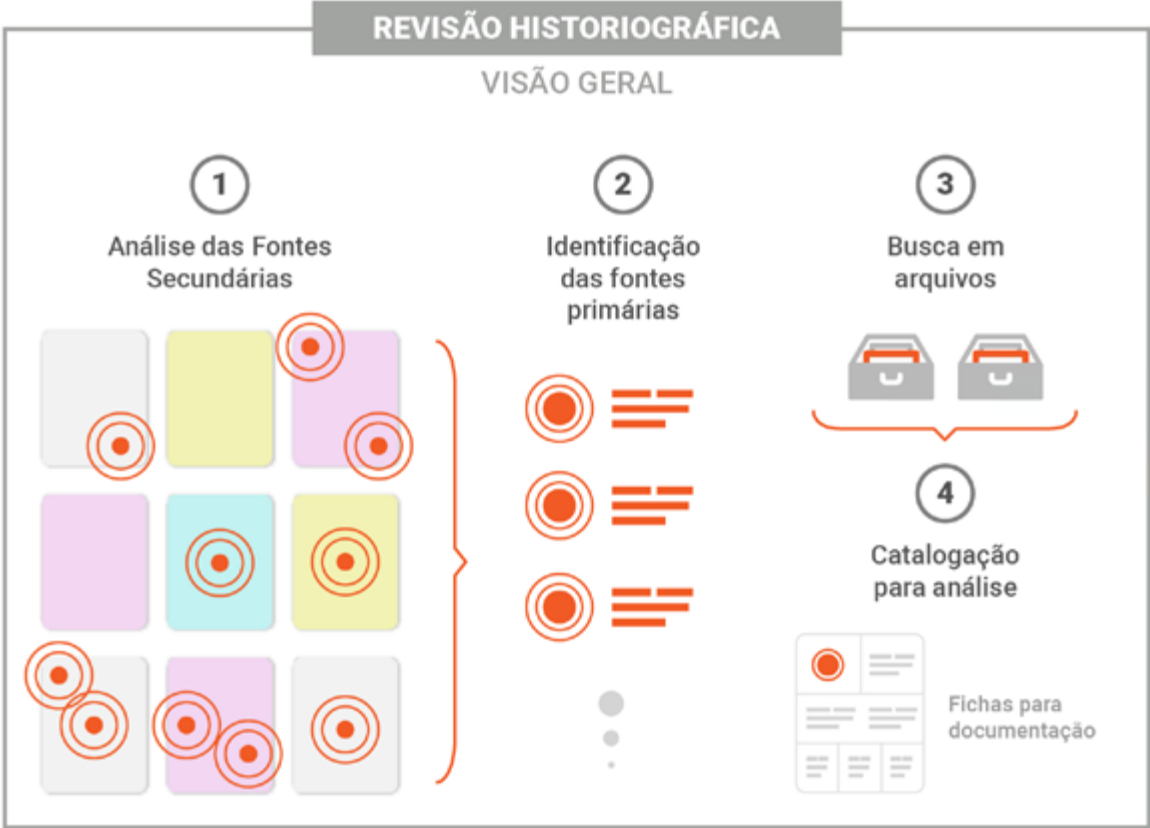 REVISÃO HISTORIOGRÁFICA
VISÃO GERAL
1
Análise das Fontes
Secundárias
2
Identificação
das fontes
primárias
3
Busca em
arquivos
4
Catalogação
para análise
Fichas para
documentação